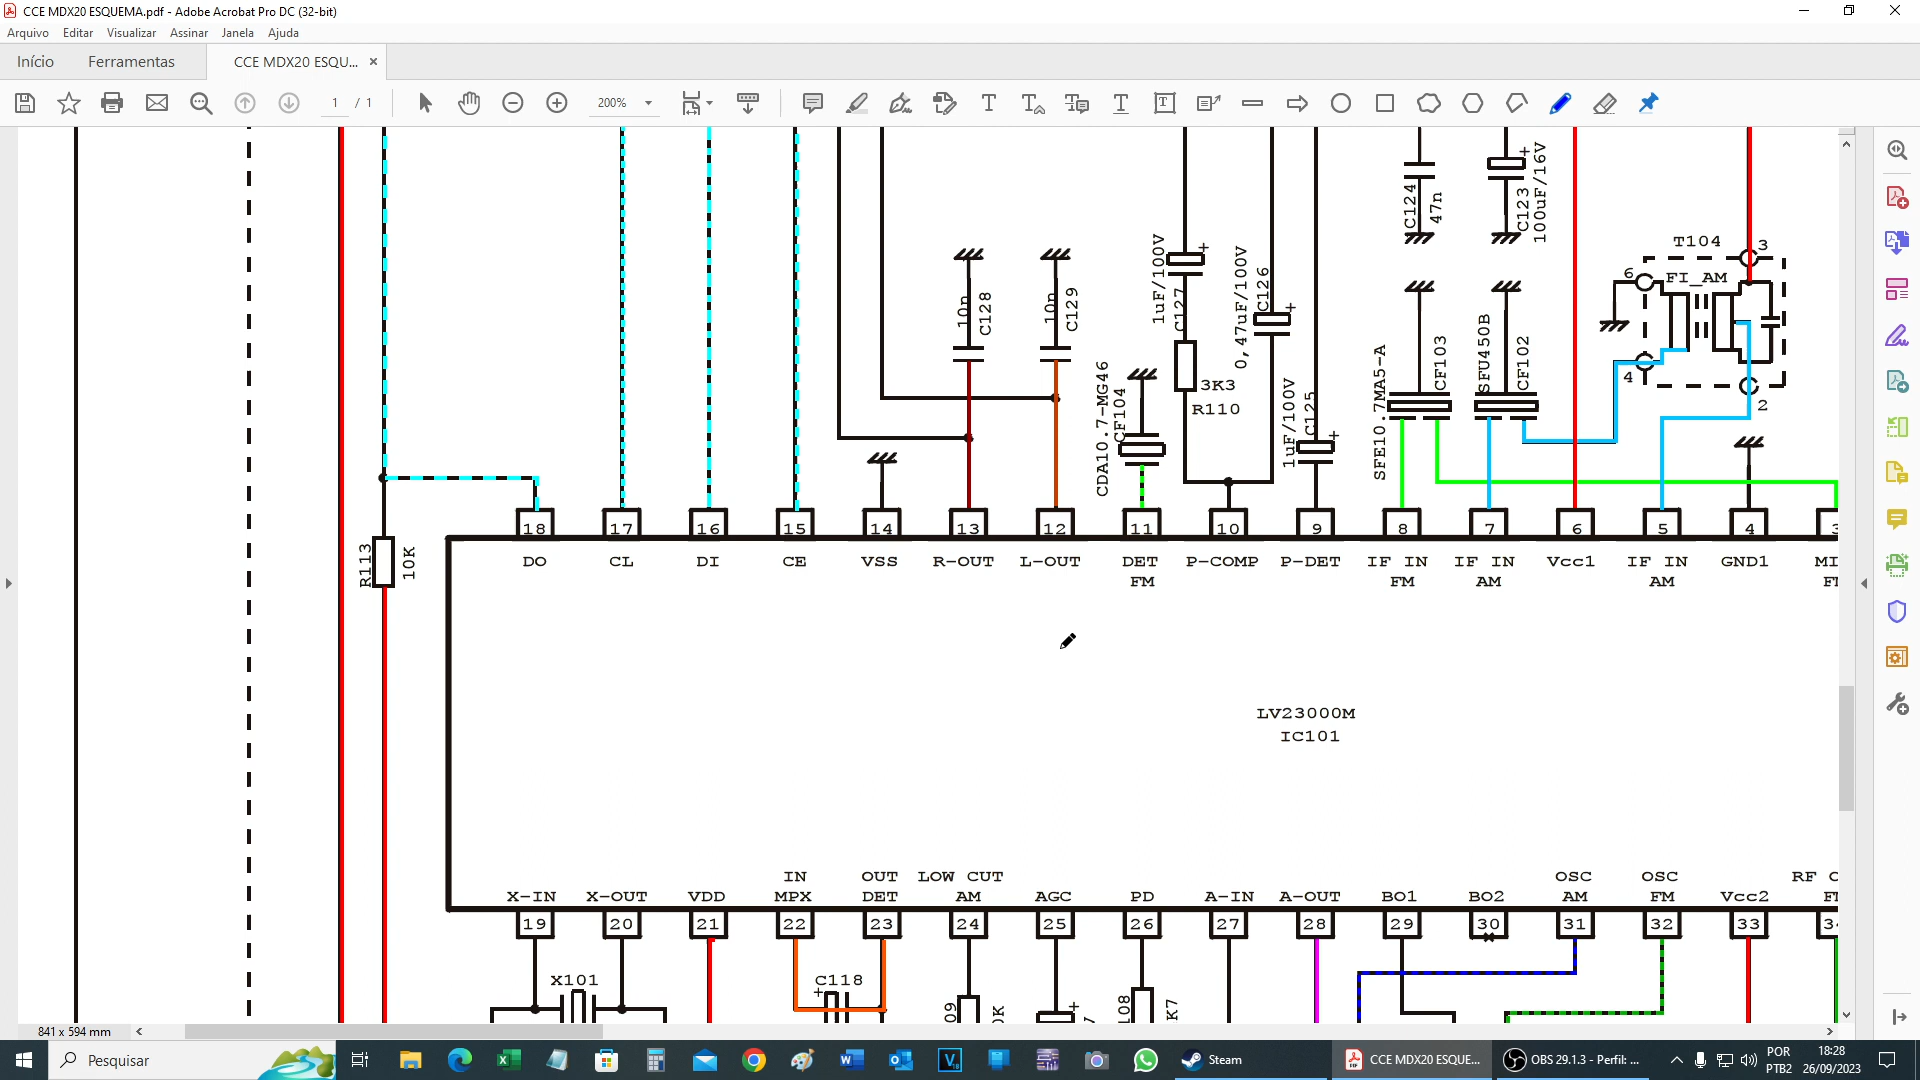 CCE MDX20 ESQUEMA.pdf - Adobe Acrobat Pro DC (32-bit)
Arquivo Editar Visualizar Assinar Janela Ajuda
Início Ferramentas CCE MDX20 ESQU... ×
1 / 1 200%
C124
47n
+
C123
100uF/16V
T104
3
6
FI_AM
4
2
10n
C128
10n
C129
1uF/100V
C127
+
0,47uF/100V
C126
+
3K3
R110
CDA10.7-MG46
CF104
1uF/100V
C125
+
SFE10.7MA5-A
CF103
SFU450B
CF102
R113
10K
18 17 16 15 14 13 12 11 10 9 8 7 6 5 4
DO CL DI CE VSS R-OUT L-OUT DET P-COMP P-DET IF IN IF IN Vcc1 IF IN GND1
FM FM AM AM
LV23000M
IC101
IN OUT LOW CUT OSC OSC
X-IN X-OUT VDD MPX DET AM AGC PD A-IN A-OUT BO1 BO2 AM FM Vcc2
19 20 21 22 23 24 25 26 27 28 29 30 31 32 33
X101
C118
+
+
841 x 594 mm
Pesquisar
Steam
CCE MDX20 ESQUE...
OBS 29.1.3 - Perfil: ...
POR
PTB2
18:28
26/09/2023